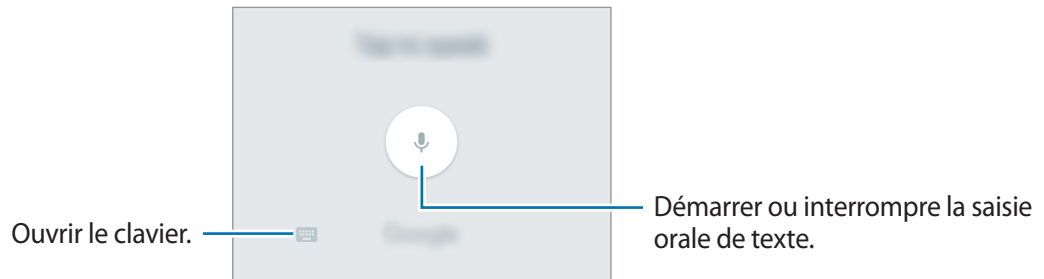 Ouvrir le clavier.
Démarrer ou interrompre la saisie
orale de texte.